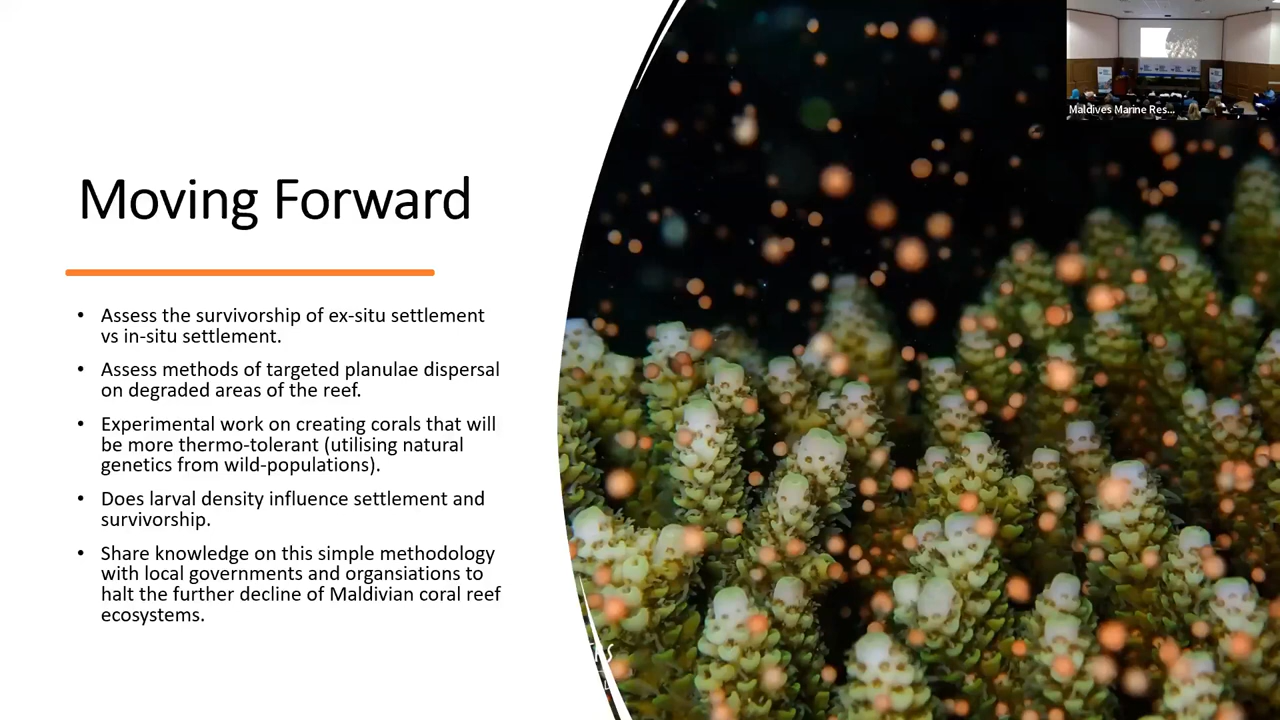 Maldives Marine Res...
Moving Forward
• Assess the survivorship of ex-situ settlement
vs in-situ settlement.
• Assess methods of targeted planulae dispersal
on degraded areas of the reef.
• Experimental work on creating corals that will
be more thermo-tolerant (utilising natural
genetics from wild-populations).
• Does larval density influence settlement and
survivorship.
• Share knowledge on this simple methodology
with local governments and organsiations to
halt the further decline of Maldivian coral reef
ecosystems.